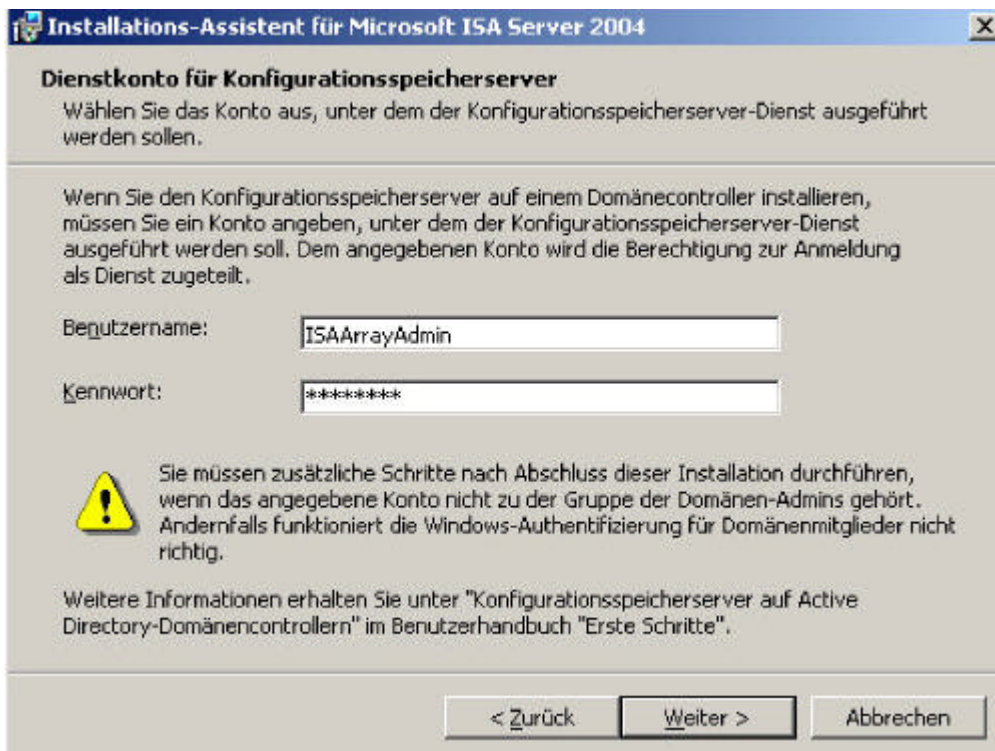 Installations-Assistent für Microsoft ISA Server 2004
Dienstkonto für Konfigurationsspeicherserver
Wählen Sie das Konto aus, unter dem der Konfigurationsspeicherserver-Dienst ausgeführt
werden sollen.
Wenn Sie den Konfigurationsspeicherserver auf einem Domänecontroller installieren,
müssen Sie ein Konto angeben, unter dem der Konfigurationsspeicherserver-Dienst
ausgeführt werden soll. Dem angegebenen Konto wird die Berechtigung zur Anmeldung
als Dienst zugeteilt.
Benutzername: ISAArrayAdmin
Kennwort: ********
Sie müssen zusätzliche Schritte nach Abschluss dieser Installation durchführen,
wenn das angegebene Konto nicht zu der Gruppe der Domänen-Admins gehört.
Andernfalls funktioniert die Windows-Authentifizierung für Domänenmitglieder nicht
richtig.
Weitere Informationen erhalten Sie unter "Konfigurationsspeicherserver auf Active
Directory-Domänencontrollern" im Benutzerhandbuch "Erste Schritte".
< Zurück Weiter > Abbrechen